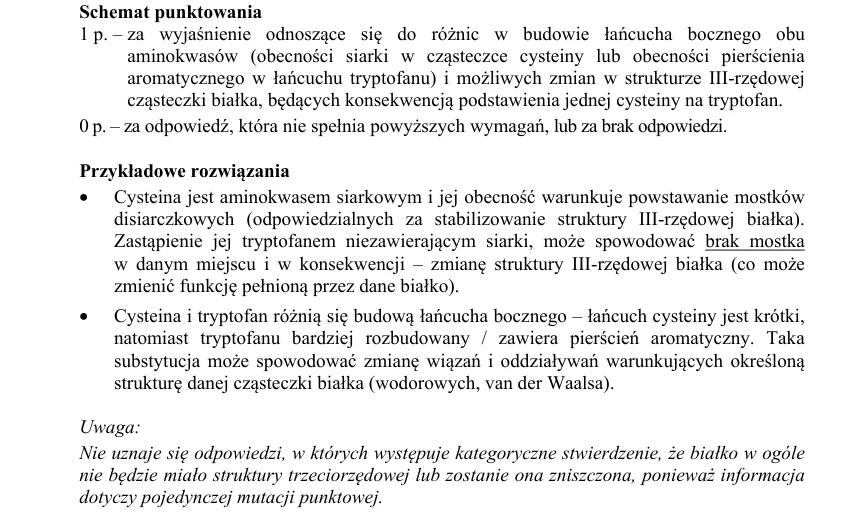 Schemat punktowania
1 p. – za wyjaśnienie odnoszące się do różnic w budowie łańcucha bocznego obu
aminokwasów (obecności siarki w cząsteczce cysteiny lub obecności pierścienia
aromatycznego w łańcuchu tryptofanu) i możliwych zmian w strukturze III-rzędowej
cząsteczki białka, będących konsekwencją podstawienia jednej cysteiny na tryptofan.
0 p. – za odpowiedź, która nie spełnia powyższych wymagań, lub za brak odpowiedzi.
Przykładowe rozwiązania
• Cysteina jest aminokwasem siarkowym i jej obecność warunkuje powstawanie mostków
disiarczkowych (odpowiedzialnych za stabilizowanie struktury III-rzędowej białka).
Zastąpienie jej tryptofanem niezawierającym siarki, może spowodować brak mostka
w danym miejscu i w konsekwencji – zmianę struktury III-rzędowej białka (co może
zmienić funkcję pełnioną przez dane białko).
• Cysteina i tryptofan różnią się budową łańcucha bocznego – łańcuch cysteiny jest krótki,
natomiast tryptofanu bardziej rozbudowany / zawiera pierścień aromatyczny. Taka
substytucja może spowodować zmianę wiązań i oddziaływań warunkujących określoną
strukturę danej cząsteczki białka (wodorowych, van der Waalsa).
Uwaga:
Nie uznaje się odpowiedzi, w których występuje kategoryczne stwierdzenie, że białko w ogóle
nie będzie miało struktury trzeciorzędowej lub zostanie ona zniszczona, ponieważ informacja
dotyczy pojedynczej mutacji punktowej.